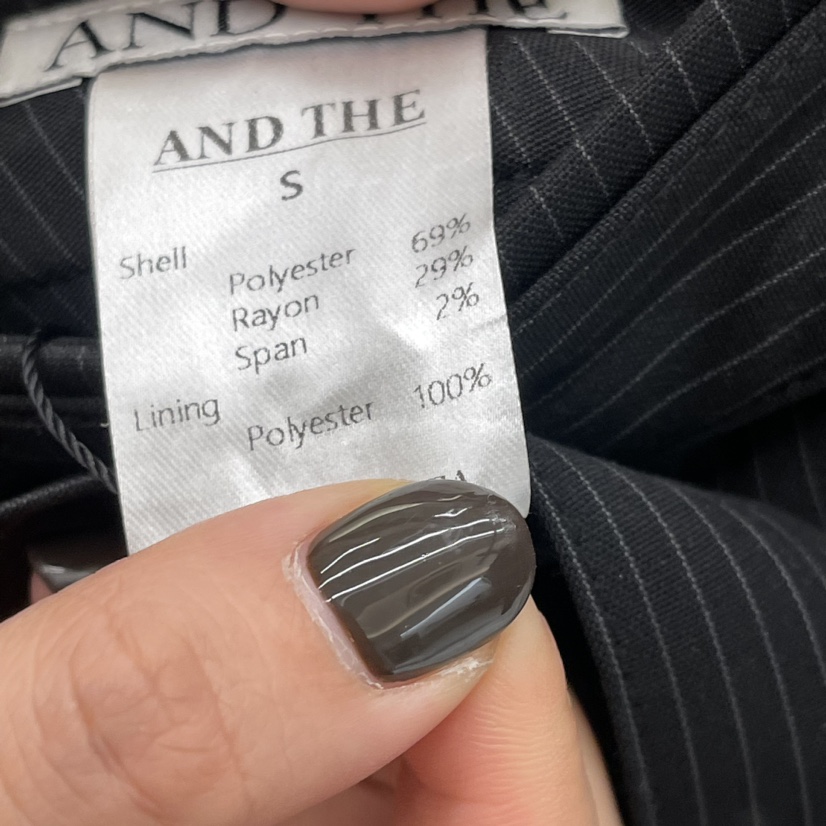 AND THE
AND THE
S
Shell
Polyester 69%
Rayon 29%
Span 2%
Lining
Polyester 100%